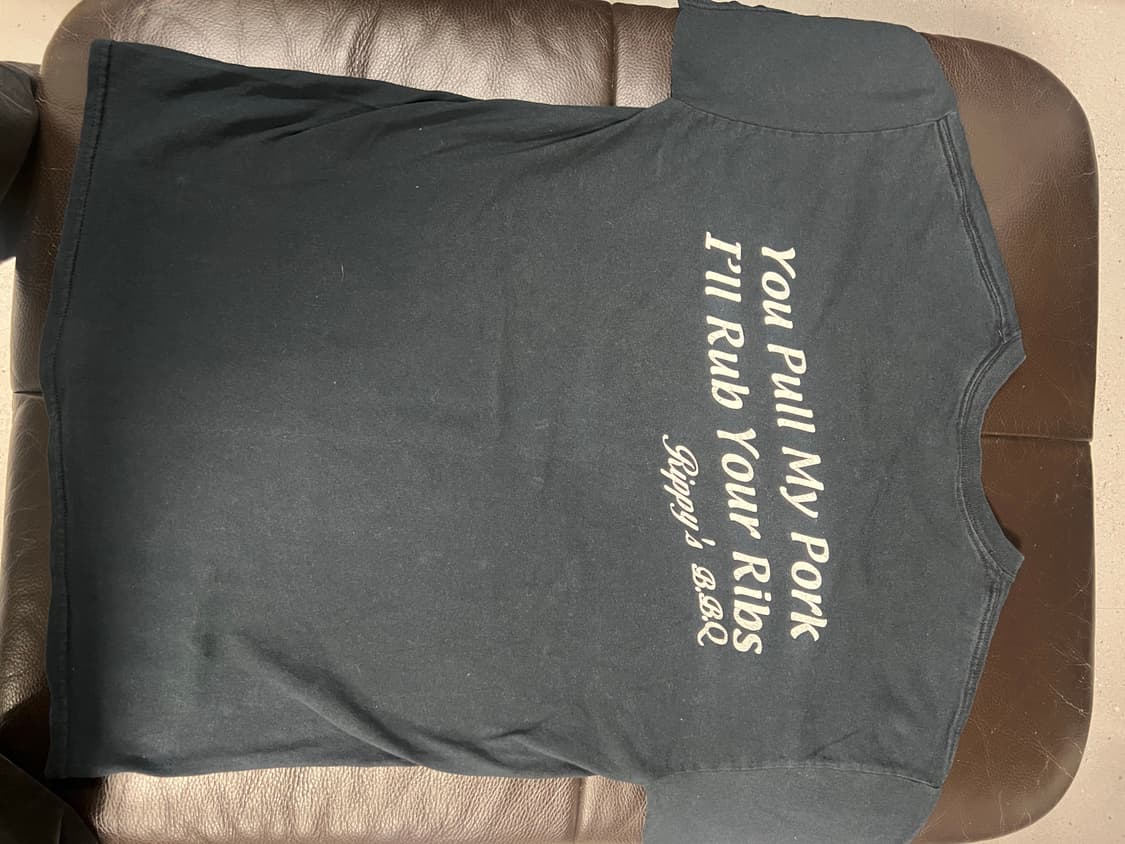 You Pull My Pork
I'll Rub Your Ribs
Rippy's B.B.Q